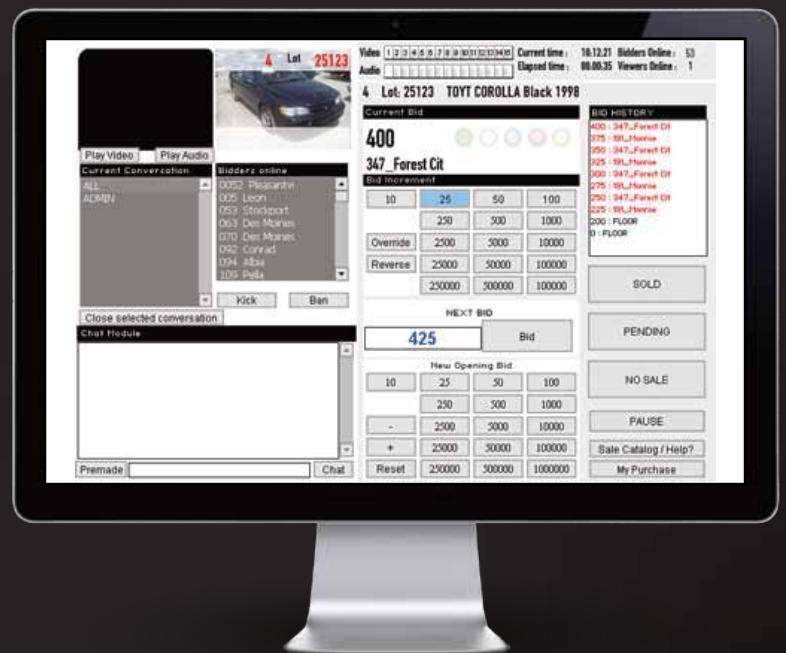 4 Lot 25123
Play Video Play Audio
Current Conversation
ALL
ADMIN
Bidders online
0052 Pleasantvi
005 Leon
053 Stockport
063 Des Moines
070 Des Moines
092 Conrad
094 Albia
109 Pella
Kick Ban
Close selected conversation
Chat Module
Premade Chat
Video 1 2 3 4 5 6 7 8 9 10 11 12 13 14 15
Audio
Current time : 10:12:21 Bidders Online : 53
Elapsed time : 00:00:35 Viewers Online : 1
4 Lot: 25123 TOYT COROLLA Black 1998
Current Bid
400
347_Forest Cit
Bid Increment
10 25 50 100
250 500 1000
Override 2500 5000 10000
Reverse 25000 50000 100000
250000 500000 1000000
NEXT BID
425 Bid
New Opening Bid
10 25 50 100
250 500 1000
- 2500 5000 10000
+ 25000 50000 100000
Reset 250000 500000 1000000
BID HISTORY
400 : 347_Forest Cit
375 : 191_Monroe
350 : 347_Forest Cit
325 : 191_Monroe
300 : 347_Forest Cit
275 : 191_Monroe
250 : 347_Forest Cit
225 : 191_Monroe
200 : FLOOR
0 : FLOOR
SOLD
PENDING
NO SALE
PAUSE
Sale Catalog / Help?
My Purchase